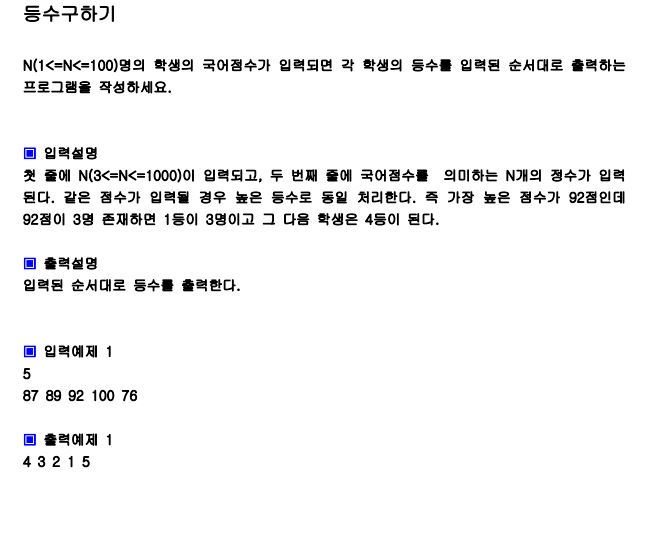 등수구하기
N(1<=N<=100)명의 학생의 국어점수가 입력되면 각 학생의 등수를 입력된 순서대로 출력하는
프로그램을 작성하세요.
▣ 입력설명
첫 줄에 N(3<=N<=1000)이 입력되고, 두 번째 줄에 국어점수를 의미하는 N개의 정수가 입력
된다. 같은 점수가 입력될 경우 높은 등수로 동일 처리한다. 즉 가장 높은 점수가 92점인데
92점이 3명 존재하면 1등이 3명이고 그 다음 학생은 4등이 된다.
▣ 출력설명
입력된 순서대로 등수를 출력한다.
▣ 입력예제 1
5
87 89 92 100 76
▣ 출력예제 1
4 3 2 1 5